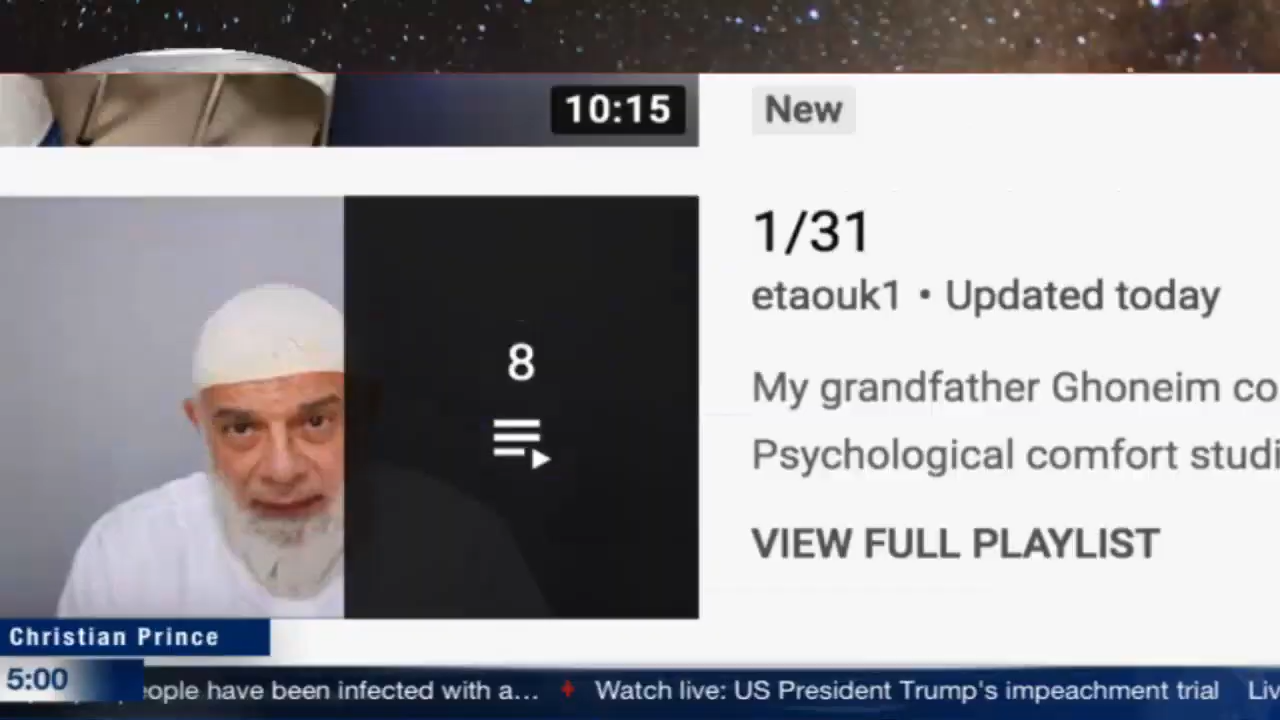 10:15
New
1/31
etaouk1 • Updated today
8
My grandfather Ghoneim co
Psychological comfort studi
VIEW FULL PLAYLIST
Christian Prince
5:00
eople have been infected with a... Watch live: US President Trump's impeachment trial Liv